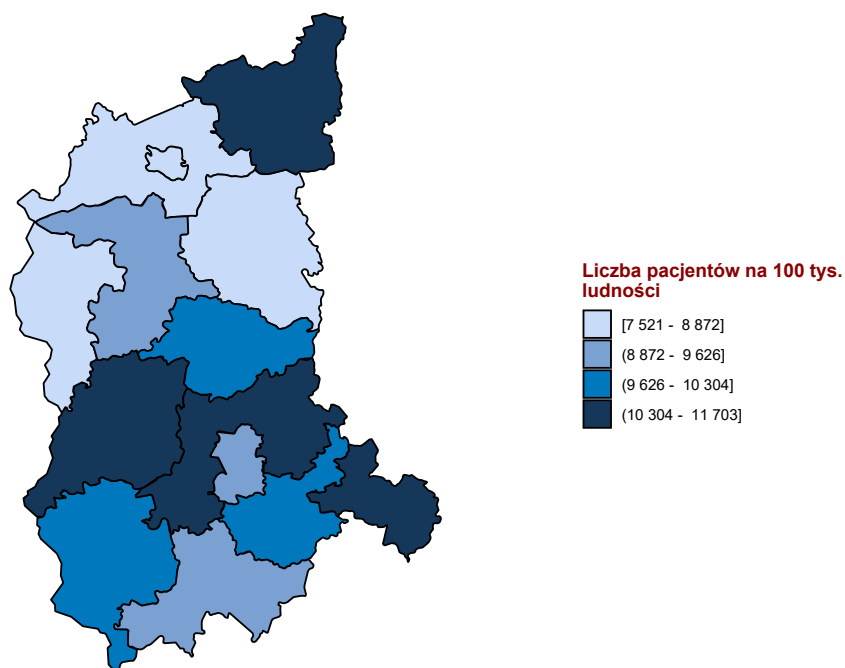 Liczba pacjentów na 100 tys.
ludności
[7 521 - 8 872]
(8 872 - 9 626]
(9 626 - 10 304]
(10 304 - 11 703]